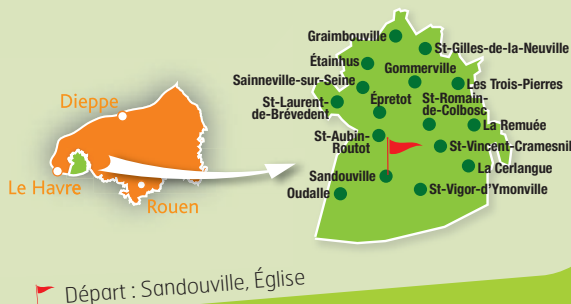 Graimbouville
St-Gilles-de-la-Neuville
Étainhus
Gommerville
Sainneville-sur-Seine
Les Trois-Pierres
Dieppe
St-Laurent-
de-Brévedent
Épretot
St-Romain-
de-Colbosc
La Remuée
St-Aubin-
Routot
St-Vincent-Cramesnil
La Cerlangue
Le Havre
Sandouville
Rouen
Oudalle
St-Vigor-d'Ymonville
Départ : Sandouville, Église